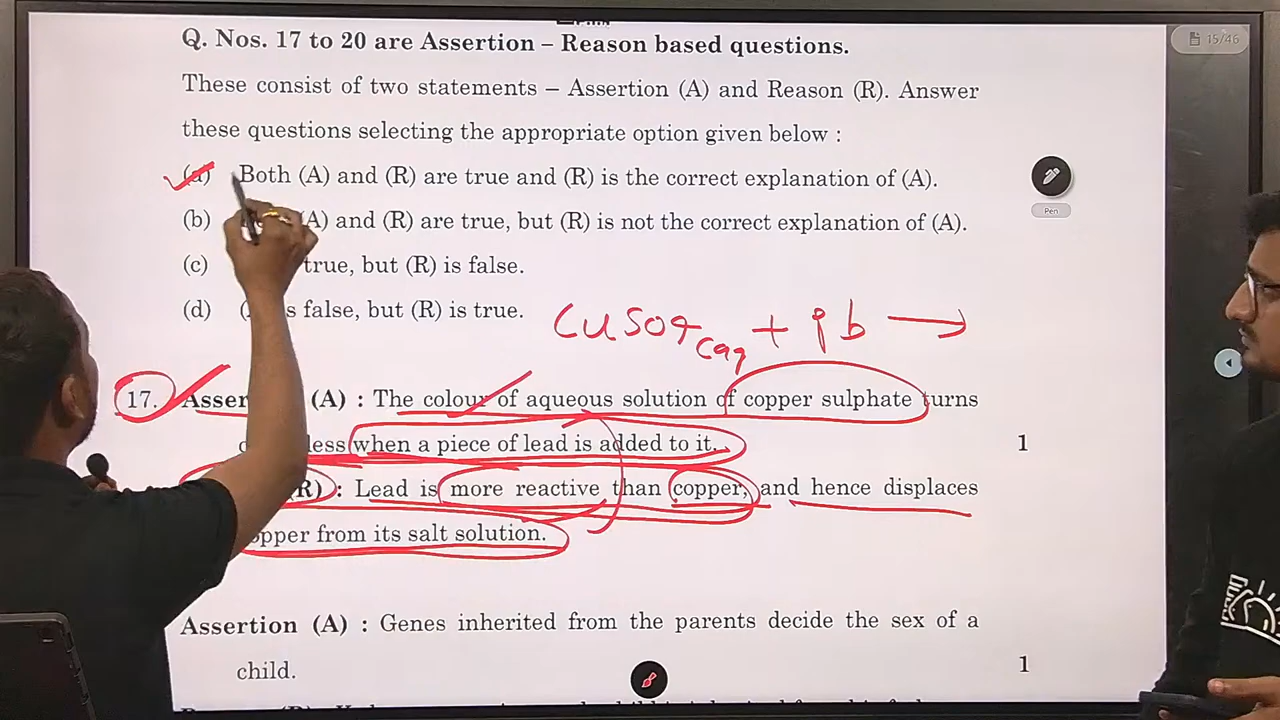 15/46
Q. Nos. 17 to 20 are Assertion – Reason based questions.
These consist of two statements – Assertion (A) and Reason (R). Answer
these questions selecting the appropriate option given below :
(a) Both (A) and (R) are true and (R) is the correct explanation of (A).
Pen
(b) (A) and (R) are true, but (R) is not the correct explanation of (A).
(c) true, but (R) is false.
(d) s false, but (R) is true.
CuSO4(aq) + Pb →
17. Asser (A) : The colour of aqueous solution of copper sulphate turns
less when a piece of lead is added to it. 1
(R) : Lead is more reactive than copper, and hence displaces
opper from its salt solution.
Assertion (A) : Genes inherited from the parents decide the sex of a
child. 1